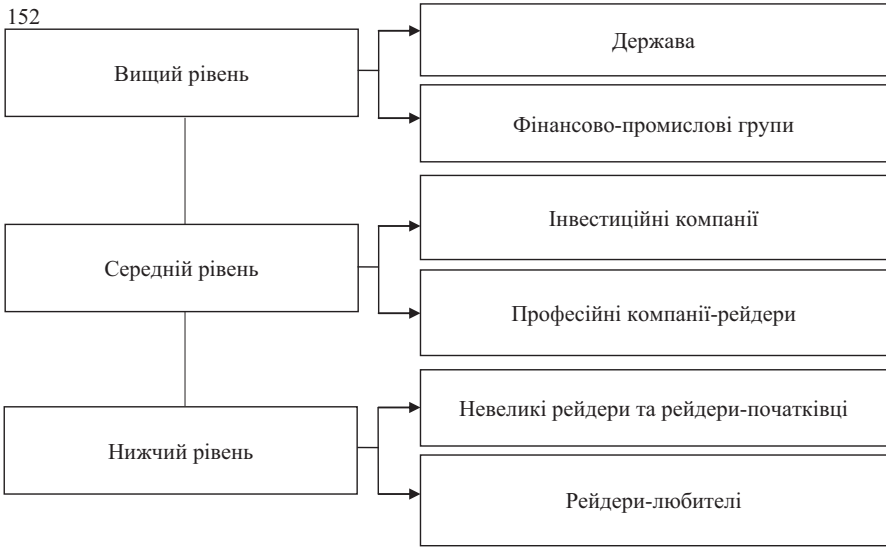 152
Вищий рівень
Держава
Фінансово-промислові групи
Середній рівень
Інвестиційні компанії
Професійні компанії-рейдери
Нижчий рівень
Невеликі рейдери та рейдери-початківці
Рейдери-любителі